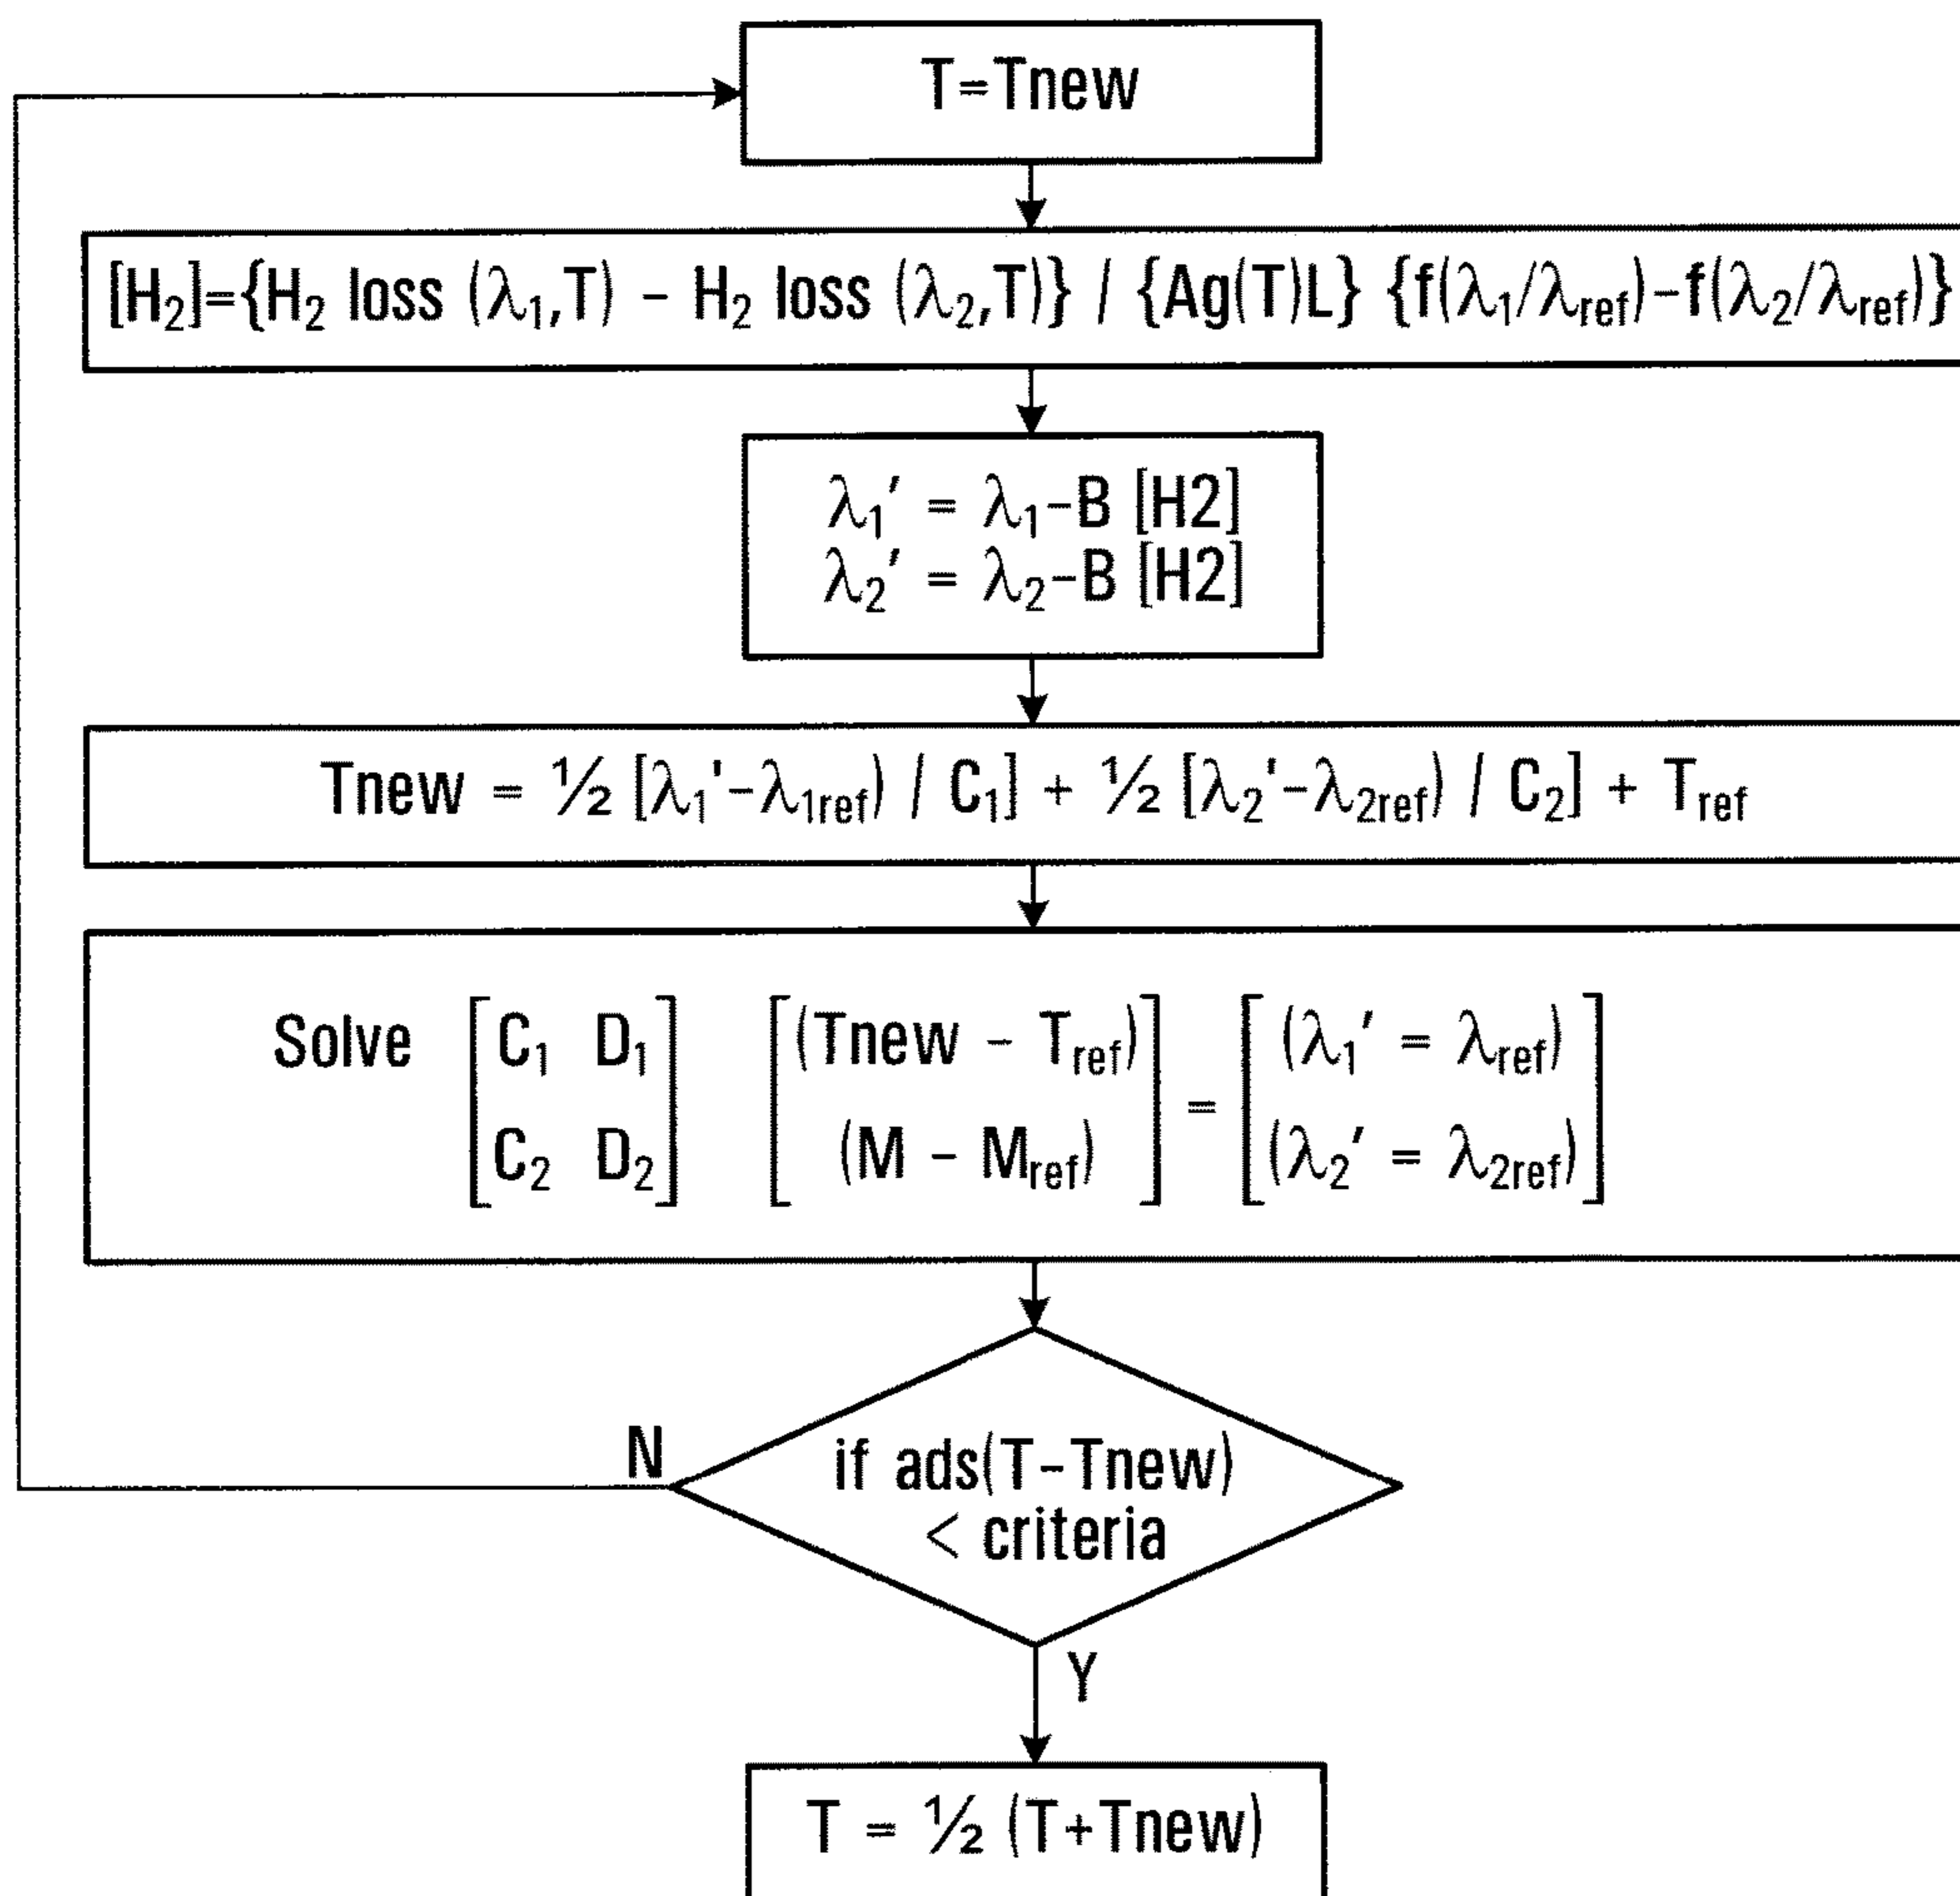 T=Tnew
[H₂]={H₂ loss (λ₁,T) - H₂ loss (λ₂,T)} / {Ag(T)L} {f(λ₁/λref)-f(λ₂/λref)}
λ₁' = λ₁-B [H2]
λ₂' = λ₂-B [H2]
Tnew = ½ [λ₁'-λ1ref) / C₁] + ½ [λ₂'-λ2ref) / C₂] + Tref
Solve [C₁ D₁] [(Tnew - Tref)] = [(λ₁' = λref)]
[C₂ D₂] [(M - Mref)] [(λ₂' = λ2ref)]
N
if ads(T-Tnew)
< criteria
Y
T = ½ (T+Tnew)